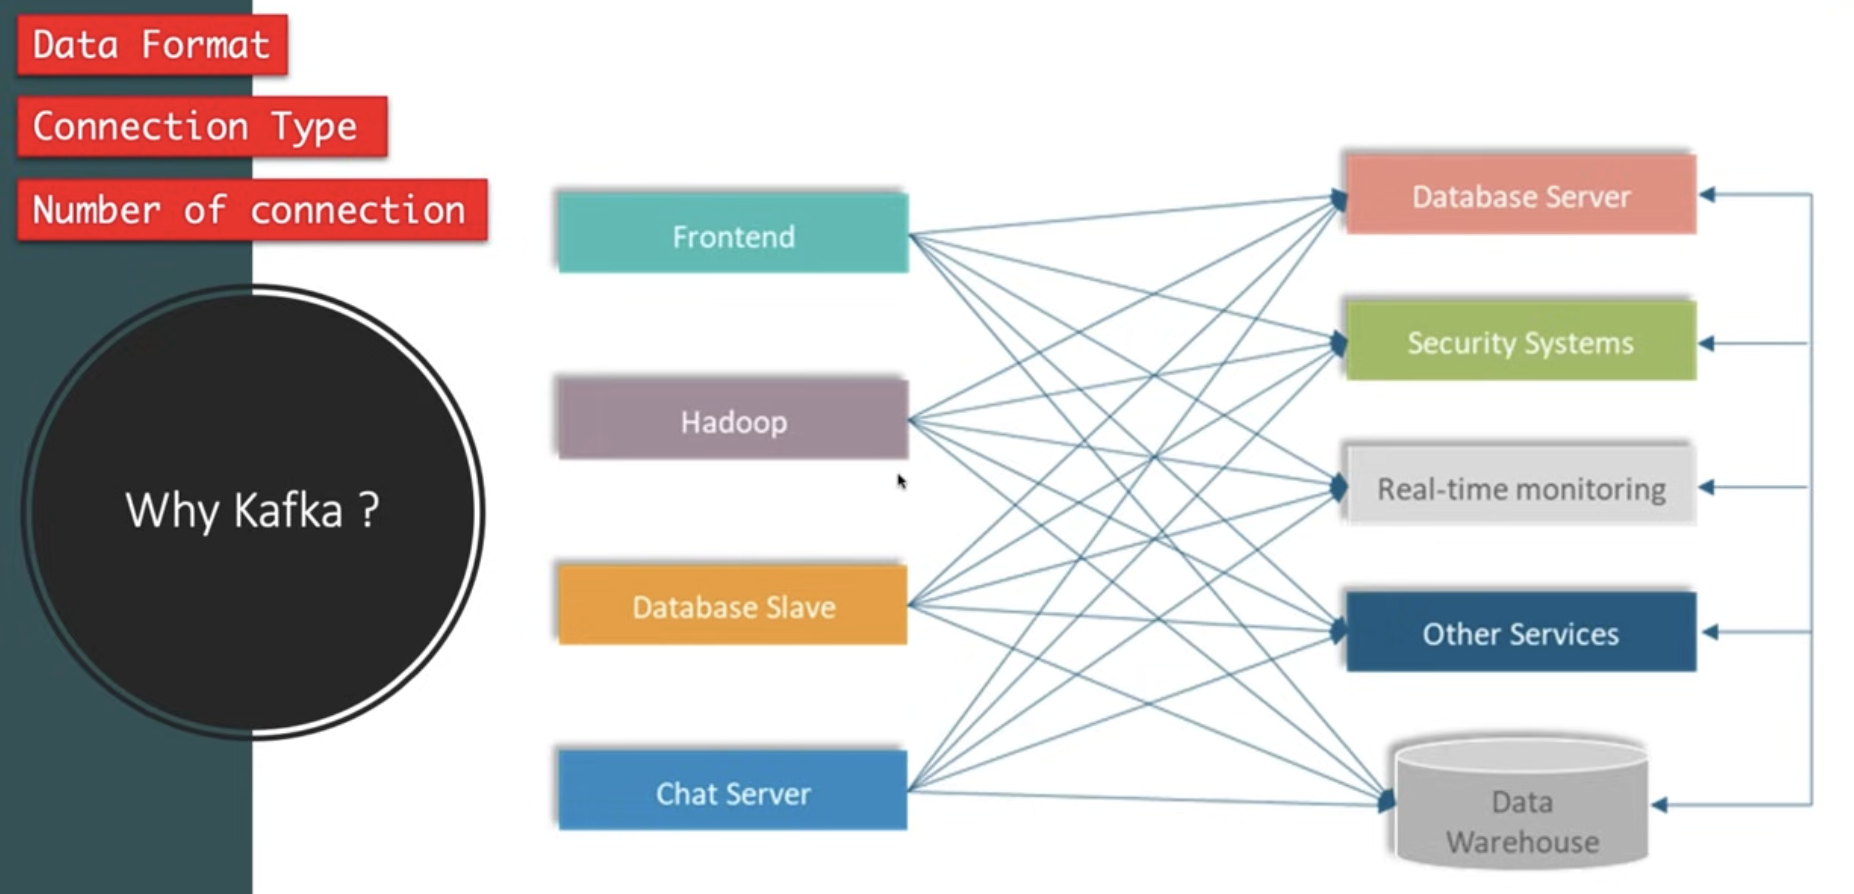 Data Format
Connection Type
Number of connection
Why Kafka ?
Frontend
Hadoop
Database Slave
Chat Server
Database Server
Security Systems
Real-time monitoring
Other Services
Data
Warehouse